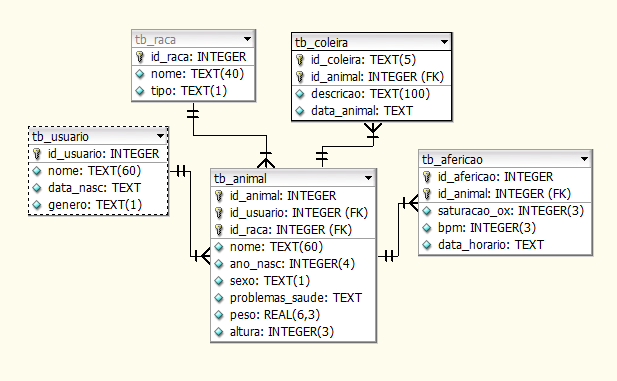 tb_raca
id_raca: INTEGER
nome: TEXT(40)
tipo: TEXT(1)
tb_coleira
id_coleira: TEXT(5)
id_animal: INTEGER (FK)
descricao: TEXT(100)
data_animal: TEXT
tb_usuario
id_usuario: INTEGER
nome: TEXT(60)
data_nasc: TEXT
genero: TEXT(1)
tb_animal
id_animal: INTEGER
id_usuario: INTEGER (FK)
id_raca: INTEGER (FK)
nome: TEXT(60)
ano_nasc: INTEGER(4)
sexo: TEXT(1)
problemas_saude: TEXT
peso: REAL(6,3)
altura: INTEGER(3)
tb_afericao
id_afericao: INTEGER
id_animal: INTEGER (FK)
saturacao_ox: INTEGER(3)
bpm: INTEGER(3)
data_horario: TEXT